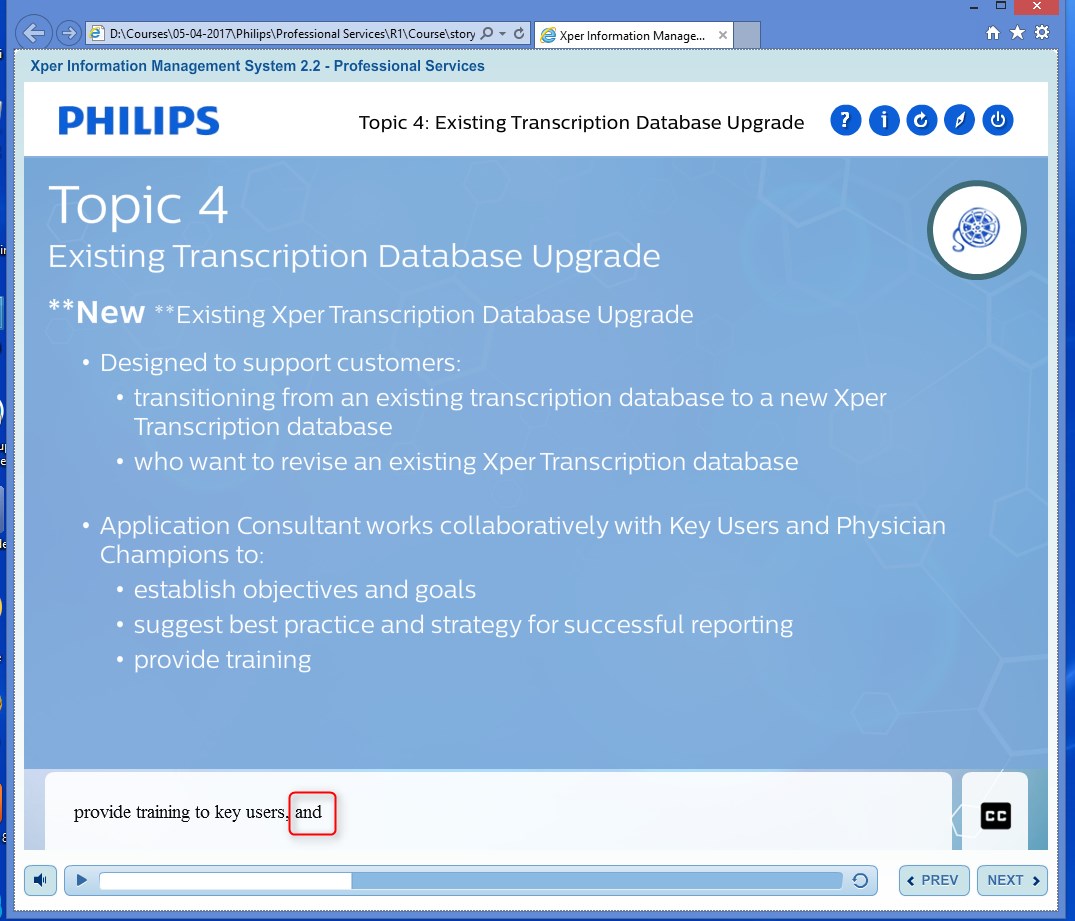 D:\Courses\05-04-2017\Philips\Professional Services\R1\Course\story
Xper Information Manage...
Xper Information Management System 2.2 - Professional Services
PHILIPS
Topic 4: Existing Transcription Database Upgrade
? i
Topic 4
Existing Transcription Database Upgrade
**New **Existing Xper Transcription Database Upgrade
• Designed to support customers:
• transitioning from an existing transcription database to a new Xper
Transcription database
• who want to revise an existing Xper Transcription database
• Application Consultant works collaboratively with Key Users and Physician
Champions to:
• establish objectives and goals
• suggest best practice and strategy for successful reporting
• provide training
provide training to key users, and
CC
PREV NEXT